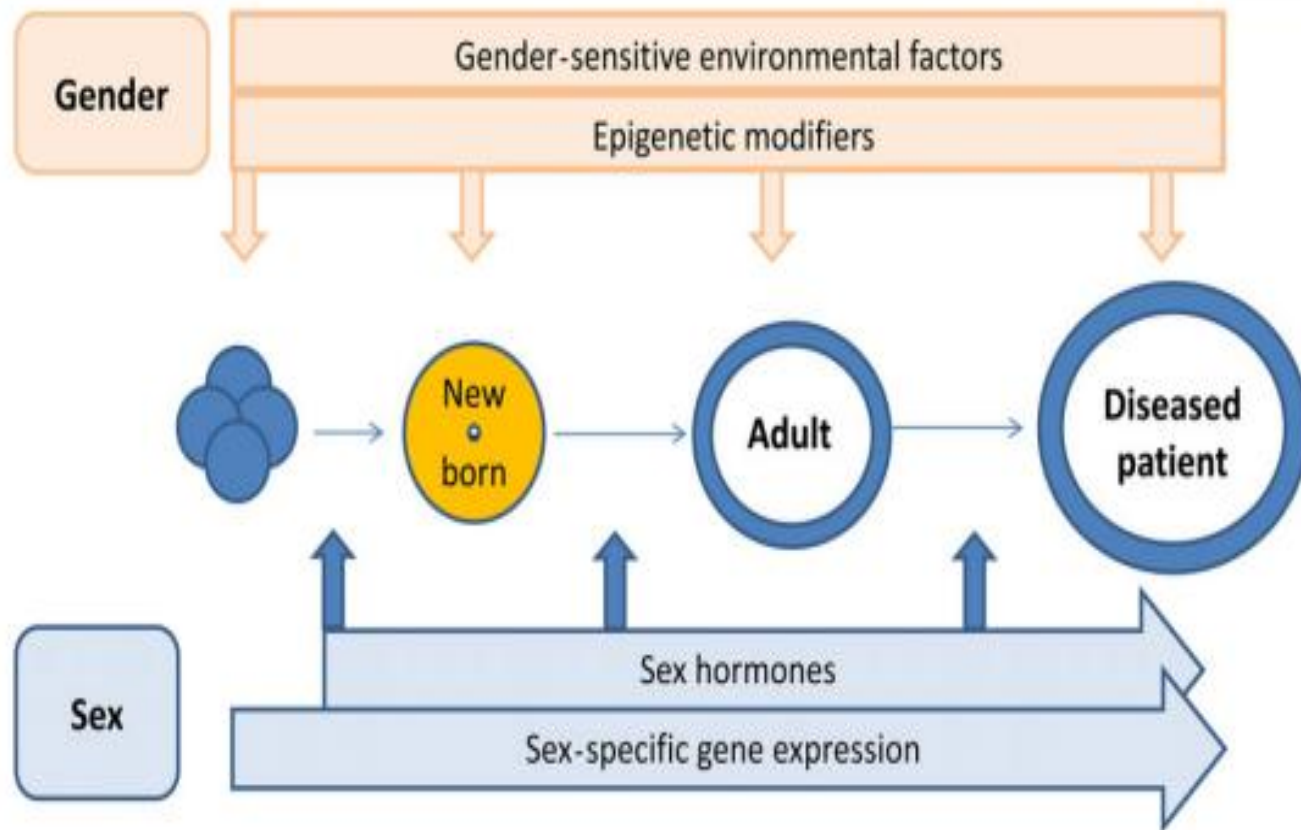 Gender
Gender-sensitive environmental factors
Epigenetic modifiers
New
born
Adult
Diseased
patient
Sex
Sex hormones
Sex-specific gene expression